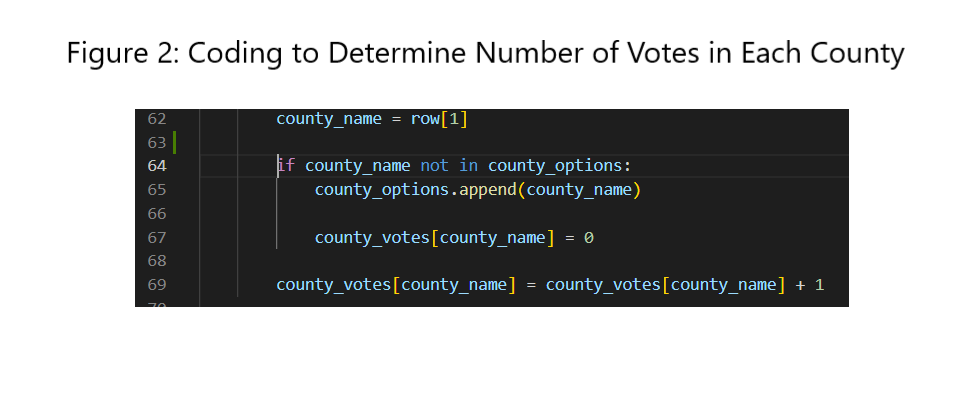 Figure 2: Coding to Determine Number of Votes in Each County
62 county_name = row[1]
63
64 if county_name not in county_options:
65 county_options.append(county_name)
66
67 county_votes[county_name] = 0
68
69 county_votes[county_name] = county_votes[county_name] + 1